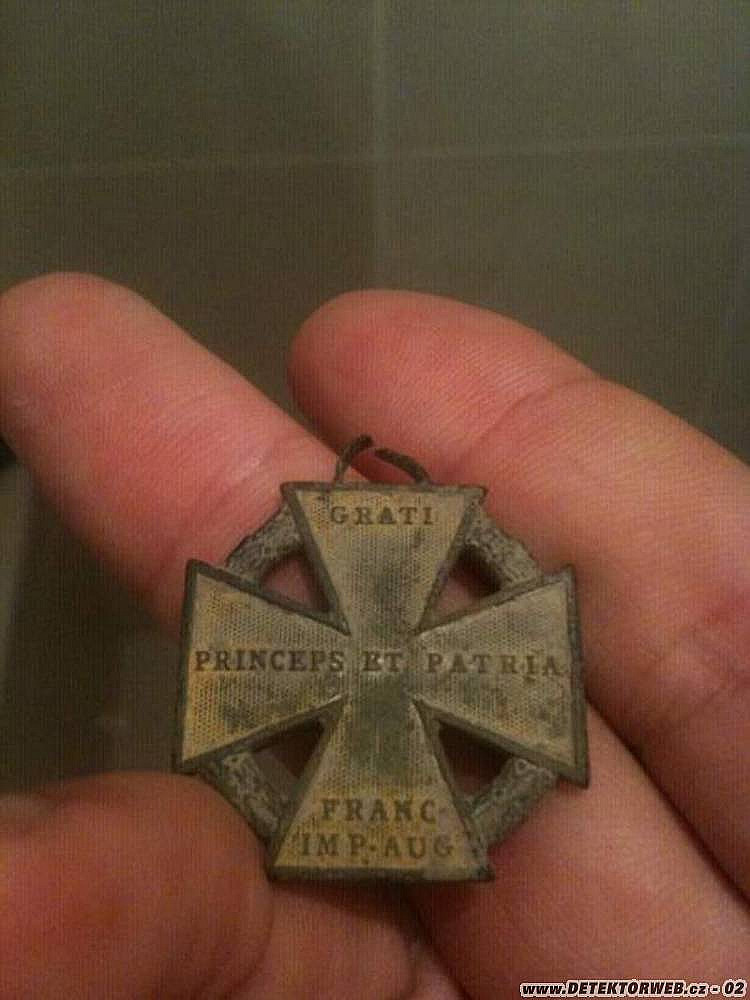 GRATI
PRINCEPS ET PATRIA
FRANC
IMP·AUG
www.DETEKTORWEB.cz - 02